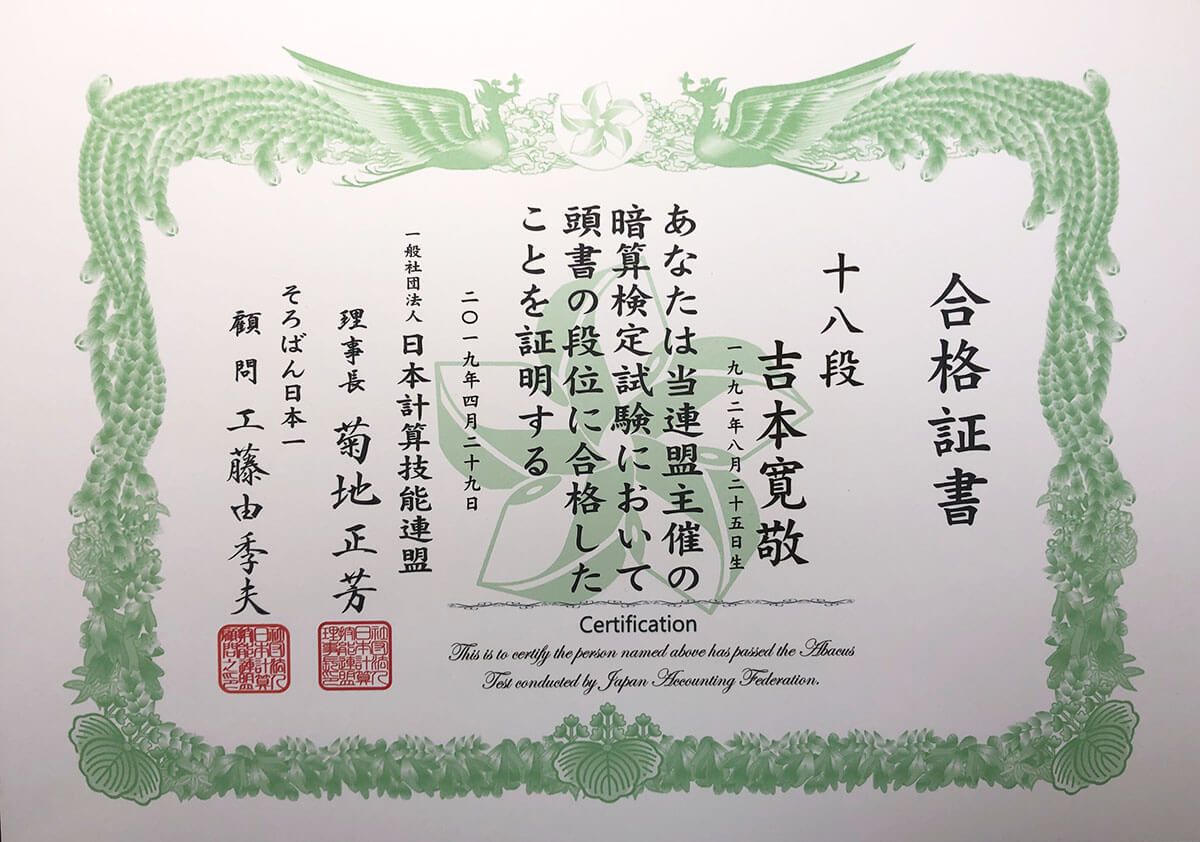 合格証書
十八段
吉本寛敬
一九九二年八月二十五日生
あなたは当連盟主催の
暗算検定試験において
頭書の段位に合格した
ことを証明する
二〇一九年四月二十九日
一般社団法人 日本計算技能連盟
理事長 菊地正芳
そろばん日本一
顧問 工藤由季夫
Certification
This is to certify the person named above has passed the Abacus
Test conducted by Japan Accounting Federation.